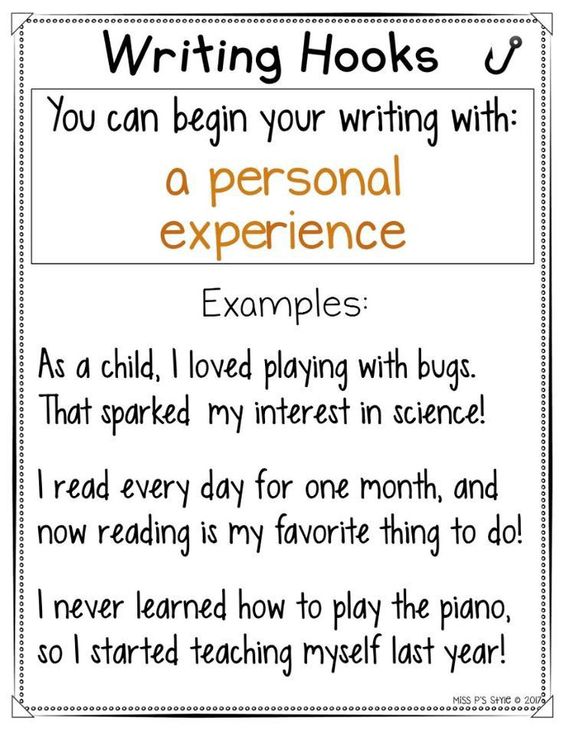 Writing Hooks
You can begin your writing with:
a personal
experience
Examples:
As a child, I loved playing with bugs.
That sparked my interest in science!
I read every day for one month, and
now reading is my favorite thing to do!
I never learned how to play the piano,
so I started teaching myself last year!
MISS P'S STYLE © 2017